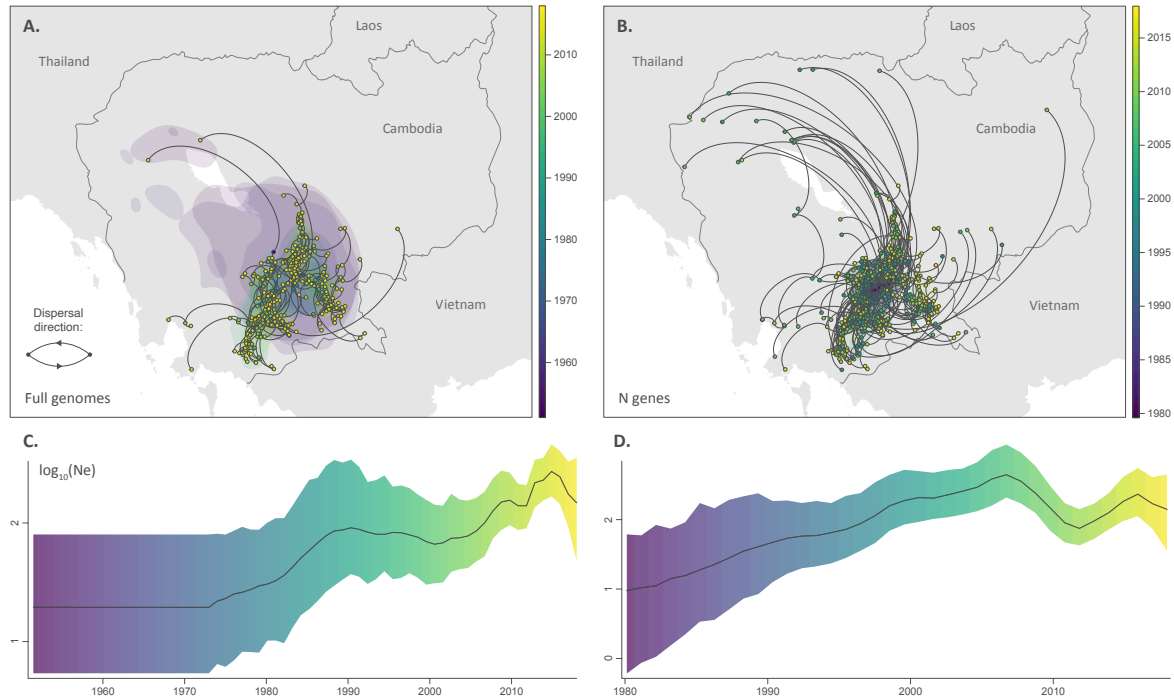 A.
Laos
Thailand
Cambodia
Vietnam
Dispersal
direction:
Full genomes
2010
2000
1990
1980
1970
1960
B.
Laos
Thailand
Cambodia
Vietnam
N genes
2015
2010
2005
2000
1995
1990
1985
1980
C.
log₁₀(Ne)
2
1
1960
1970
1980
1990
2000
2010
D.
2
1
0
1980
1990
2000
2010